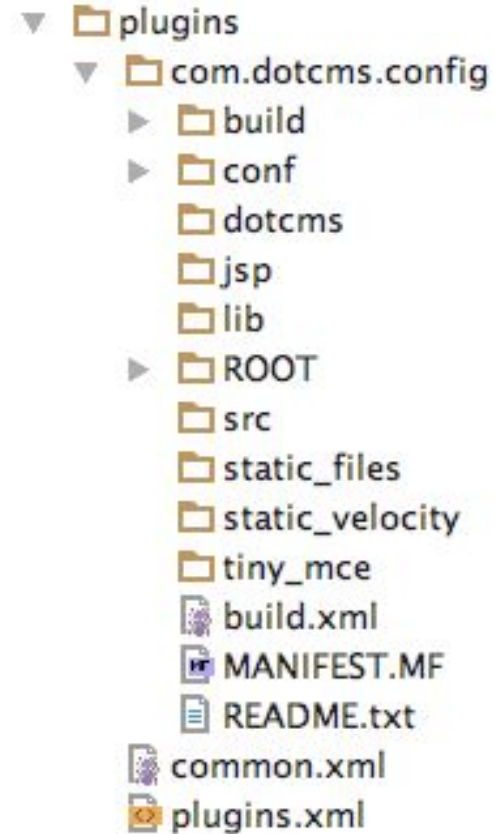 plugins
com.dotcms.config
build
conf
dotcms
jsp
lib
ROOT
src
static_files
static_velocity
tiny_mce
build.xml
MANIFEST.MF
README.txt
common.xml
plugins.xml